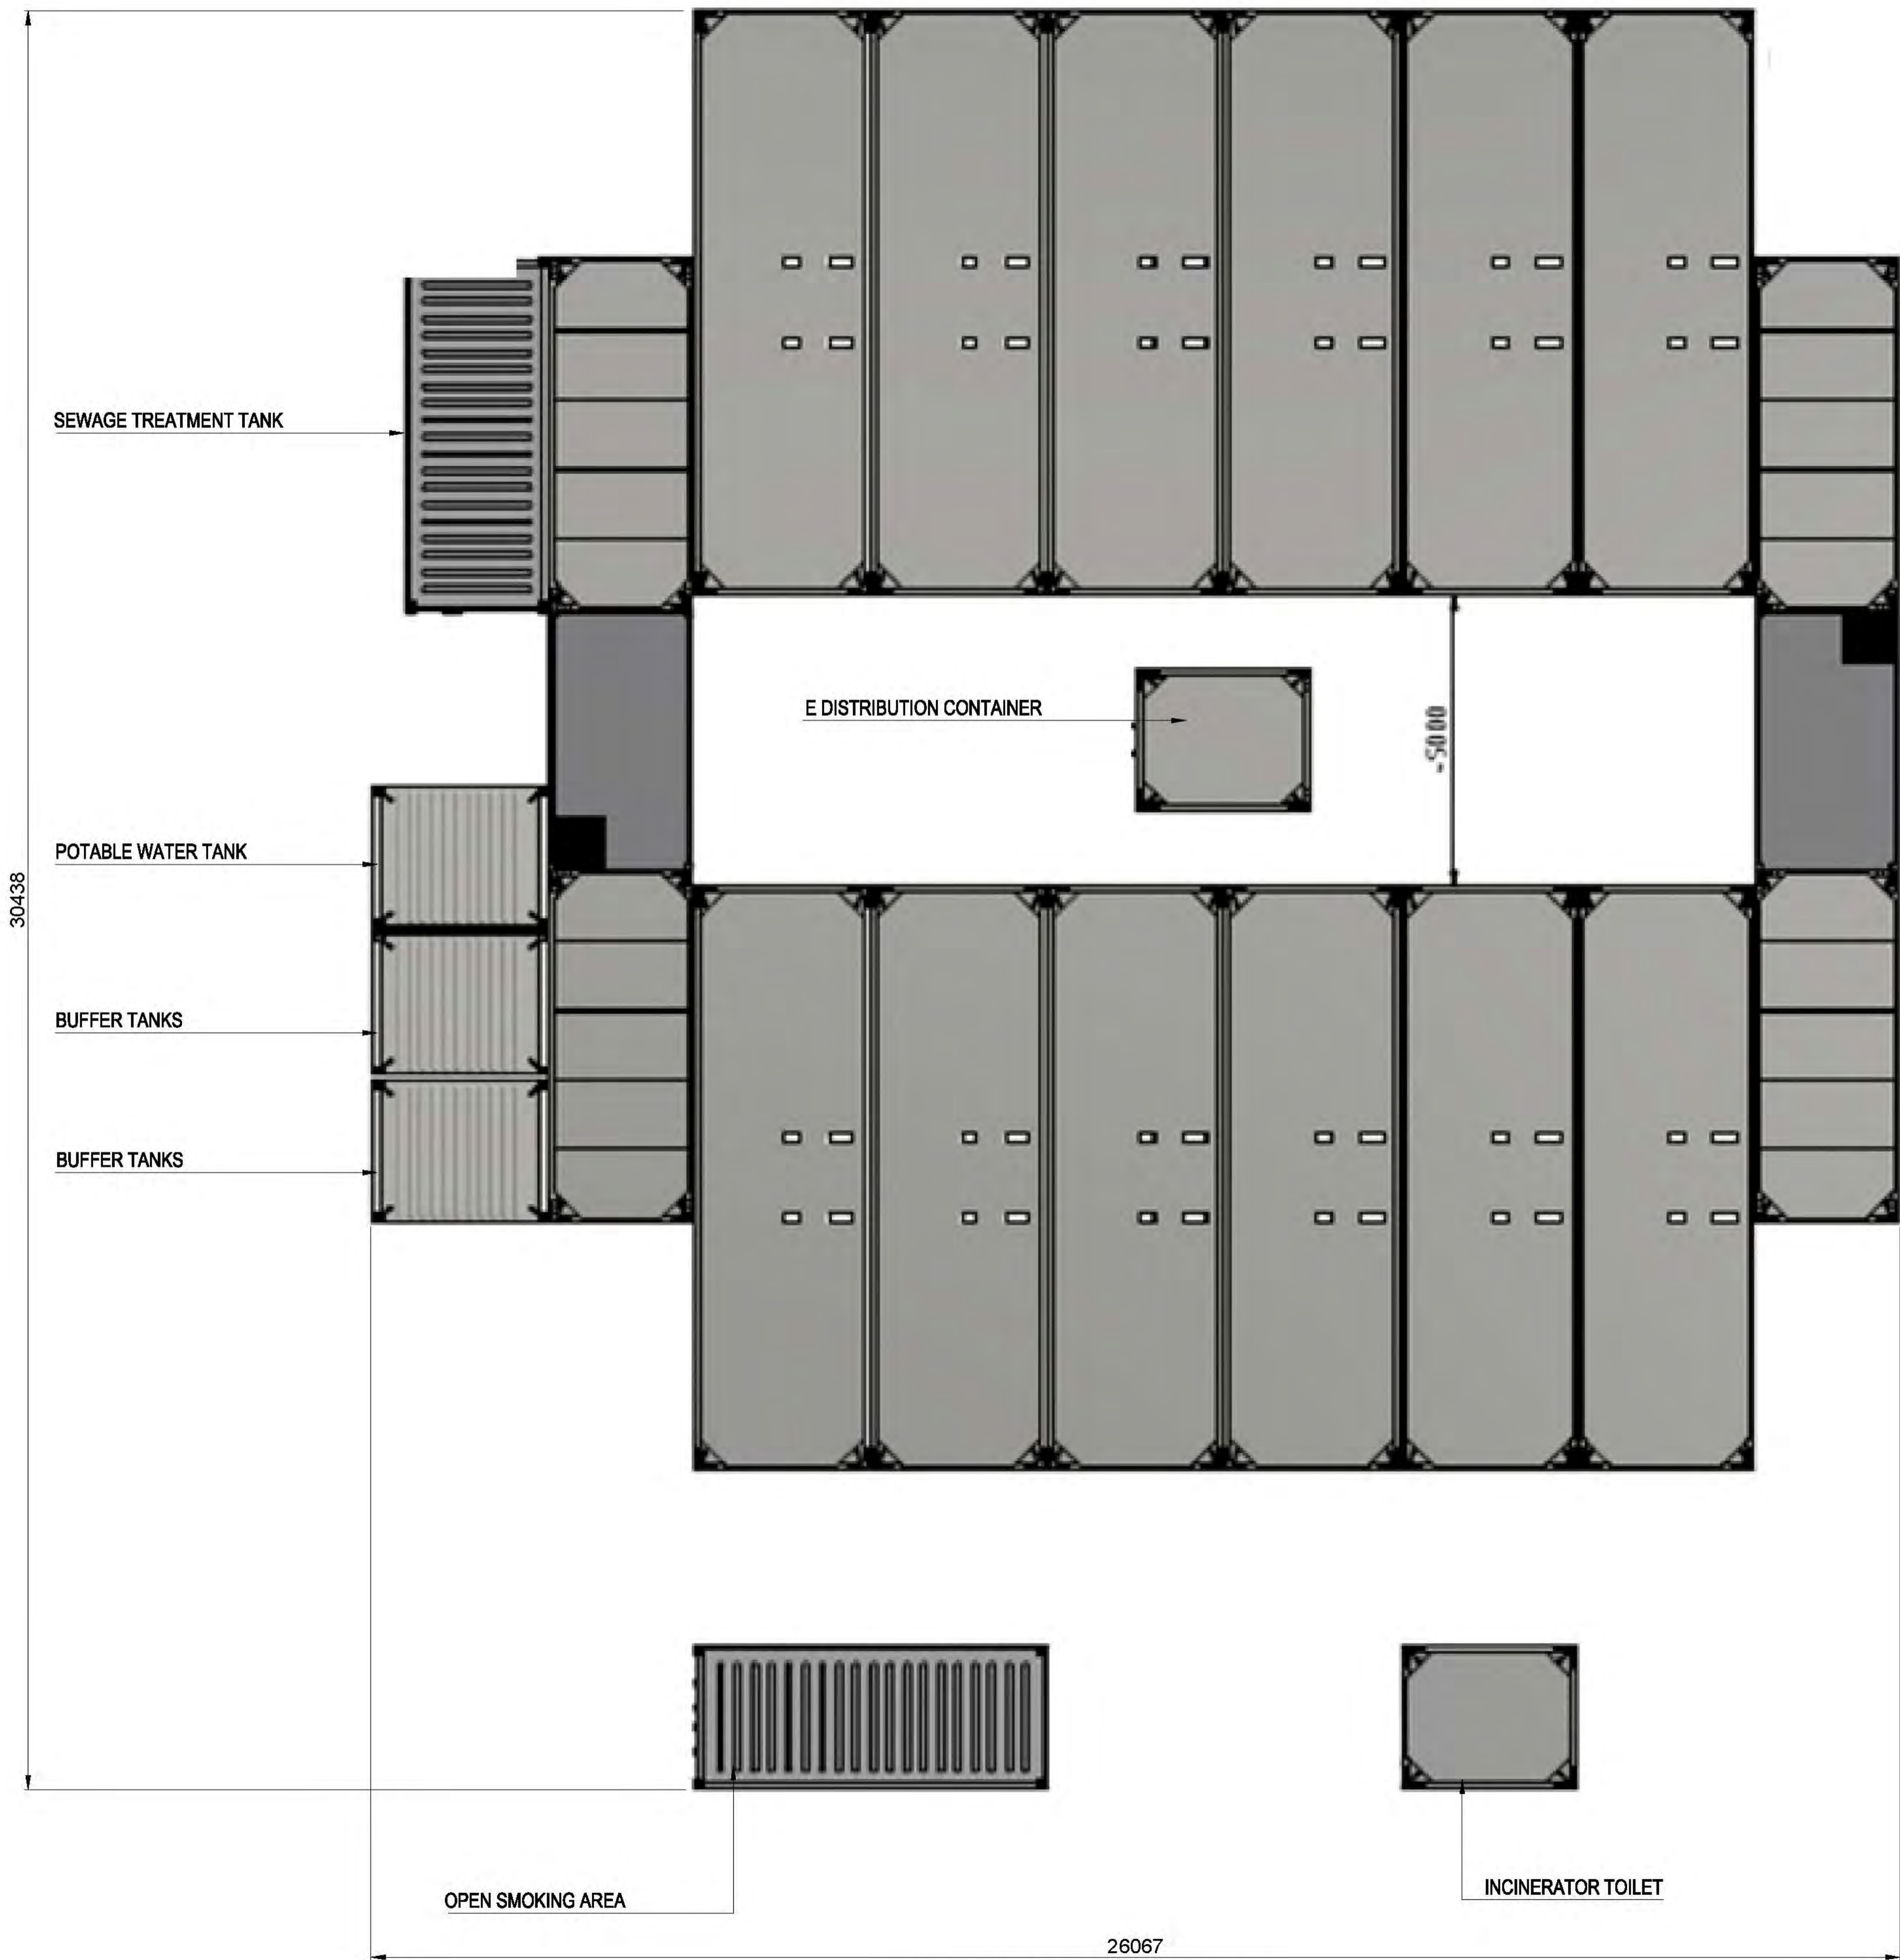 SEWAGE TREATMENT TANK
E DISTRIBUTION CONTAINER
~5000
POTABLE WATER TANK
30438
BUFFER TANKS
BUFFER TANKS
OPEN SMOKING AREA
INCINERATOR TOILET
26067